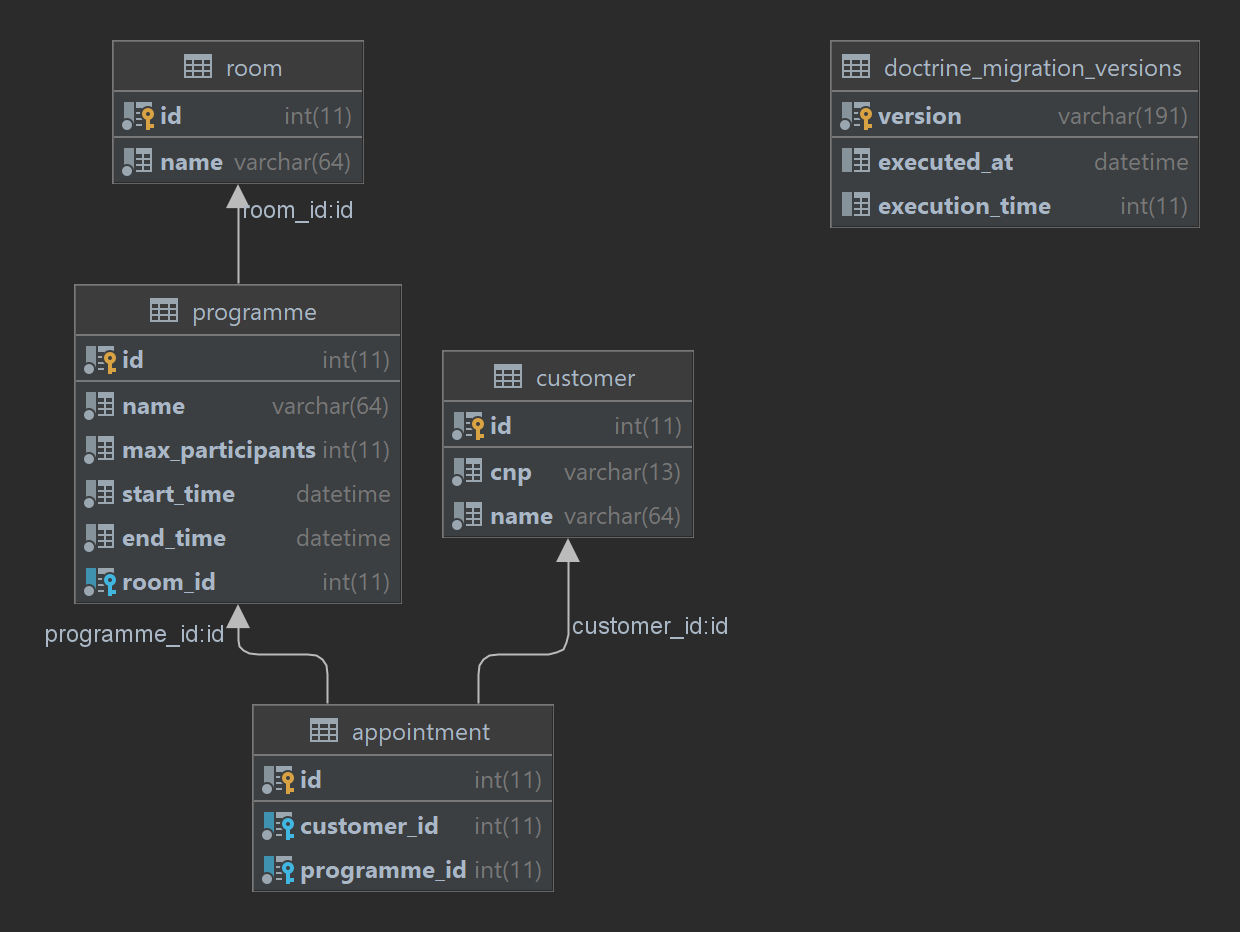 room
id int(11)
name varchar(64)
room_id:id
doctrine_migration_versions
version varchar(191)
executed_at datetime
execution_time int(11)
programme
id int(11)
name varchar(64)
max_participants int(11)
start_time datetime
end_time datetime
room_id int(11)
programme_id:id
customer
id int(11)
cnp varchar(13)
name varchar(64)
customer_id:id
appointment
id int(11)
customer_id int(11)
programme_id int(11)